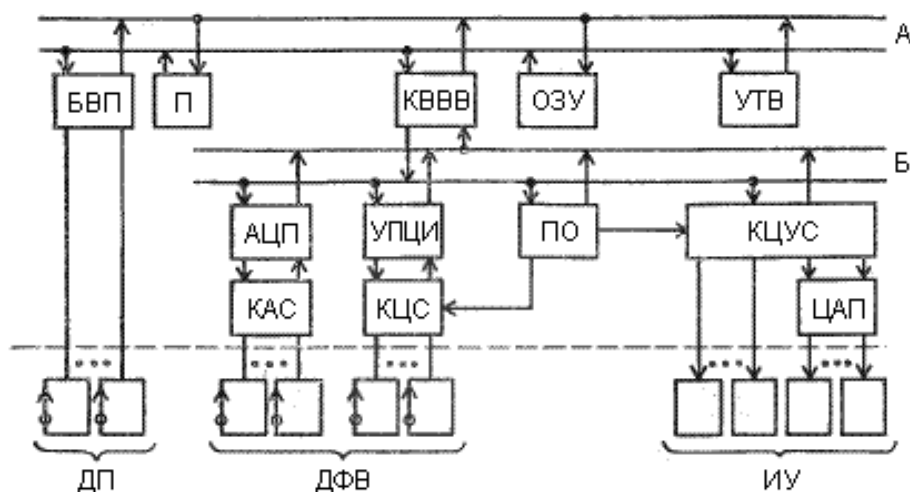 А
БВП П КВВВ ОЗУ УТВ
Б
АЦП УПЦИ ПО КЦУС
КАС КЦС ЦАП
ДП ДФВ ИУ